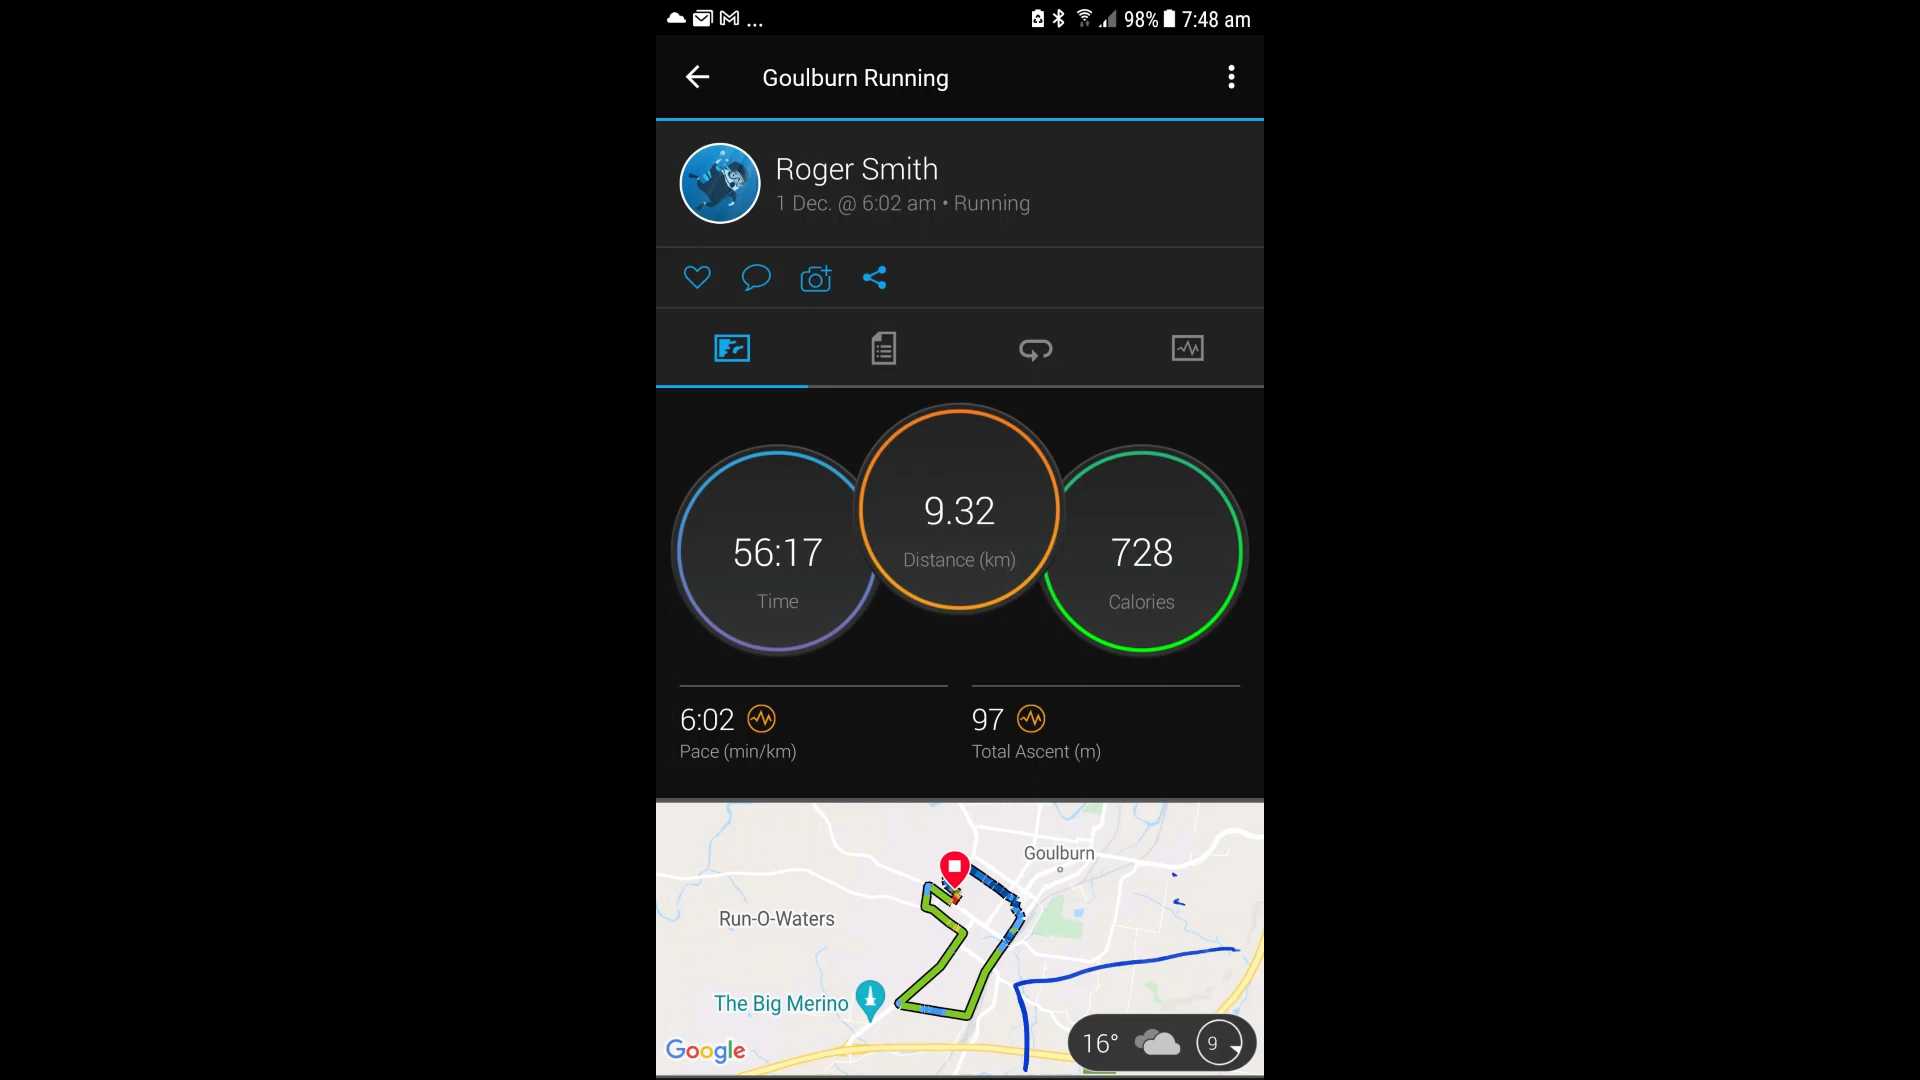 ... 98% 7:48 am
Goulburn Running
Roger Smith
1 Dec. @ 6:02 am • Running
9.32
Distance (km)
56:17
Time
728
Calories
6:02
Pace (min/km)
97
Total Ascent (m)
Goulburn
Run-O-Waters
The Big Merino
Google
16° 9